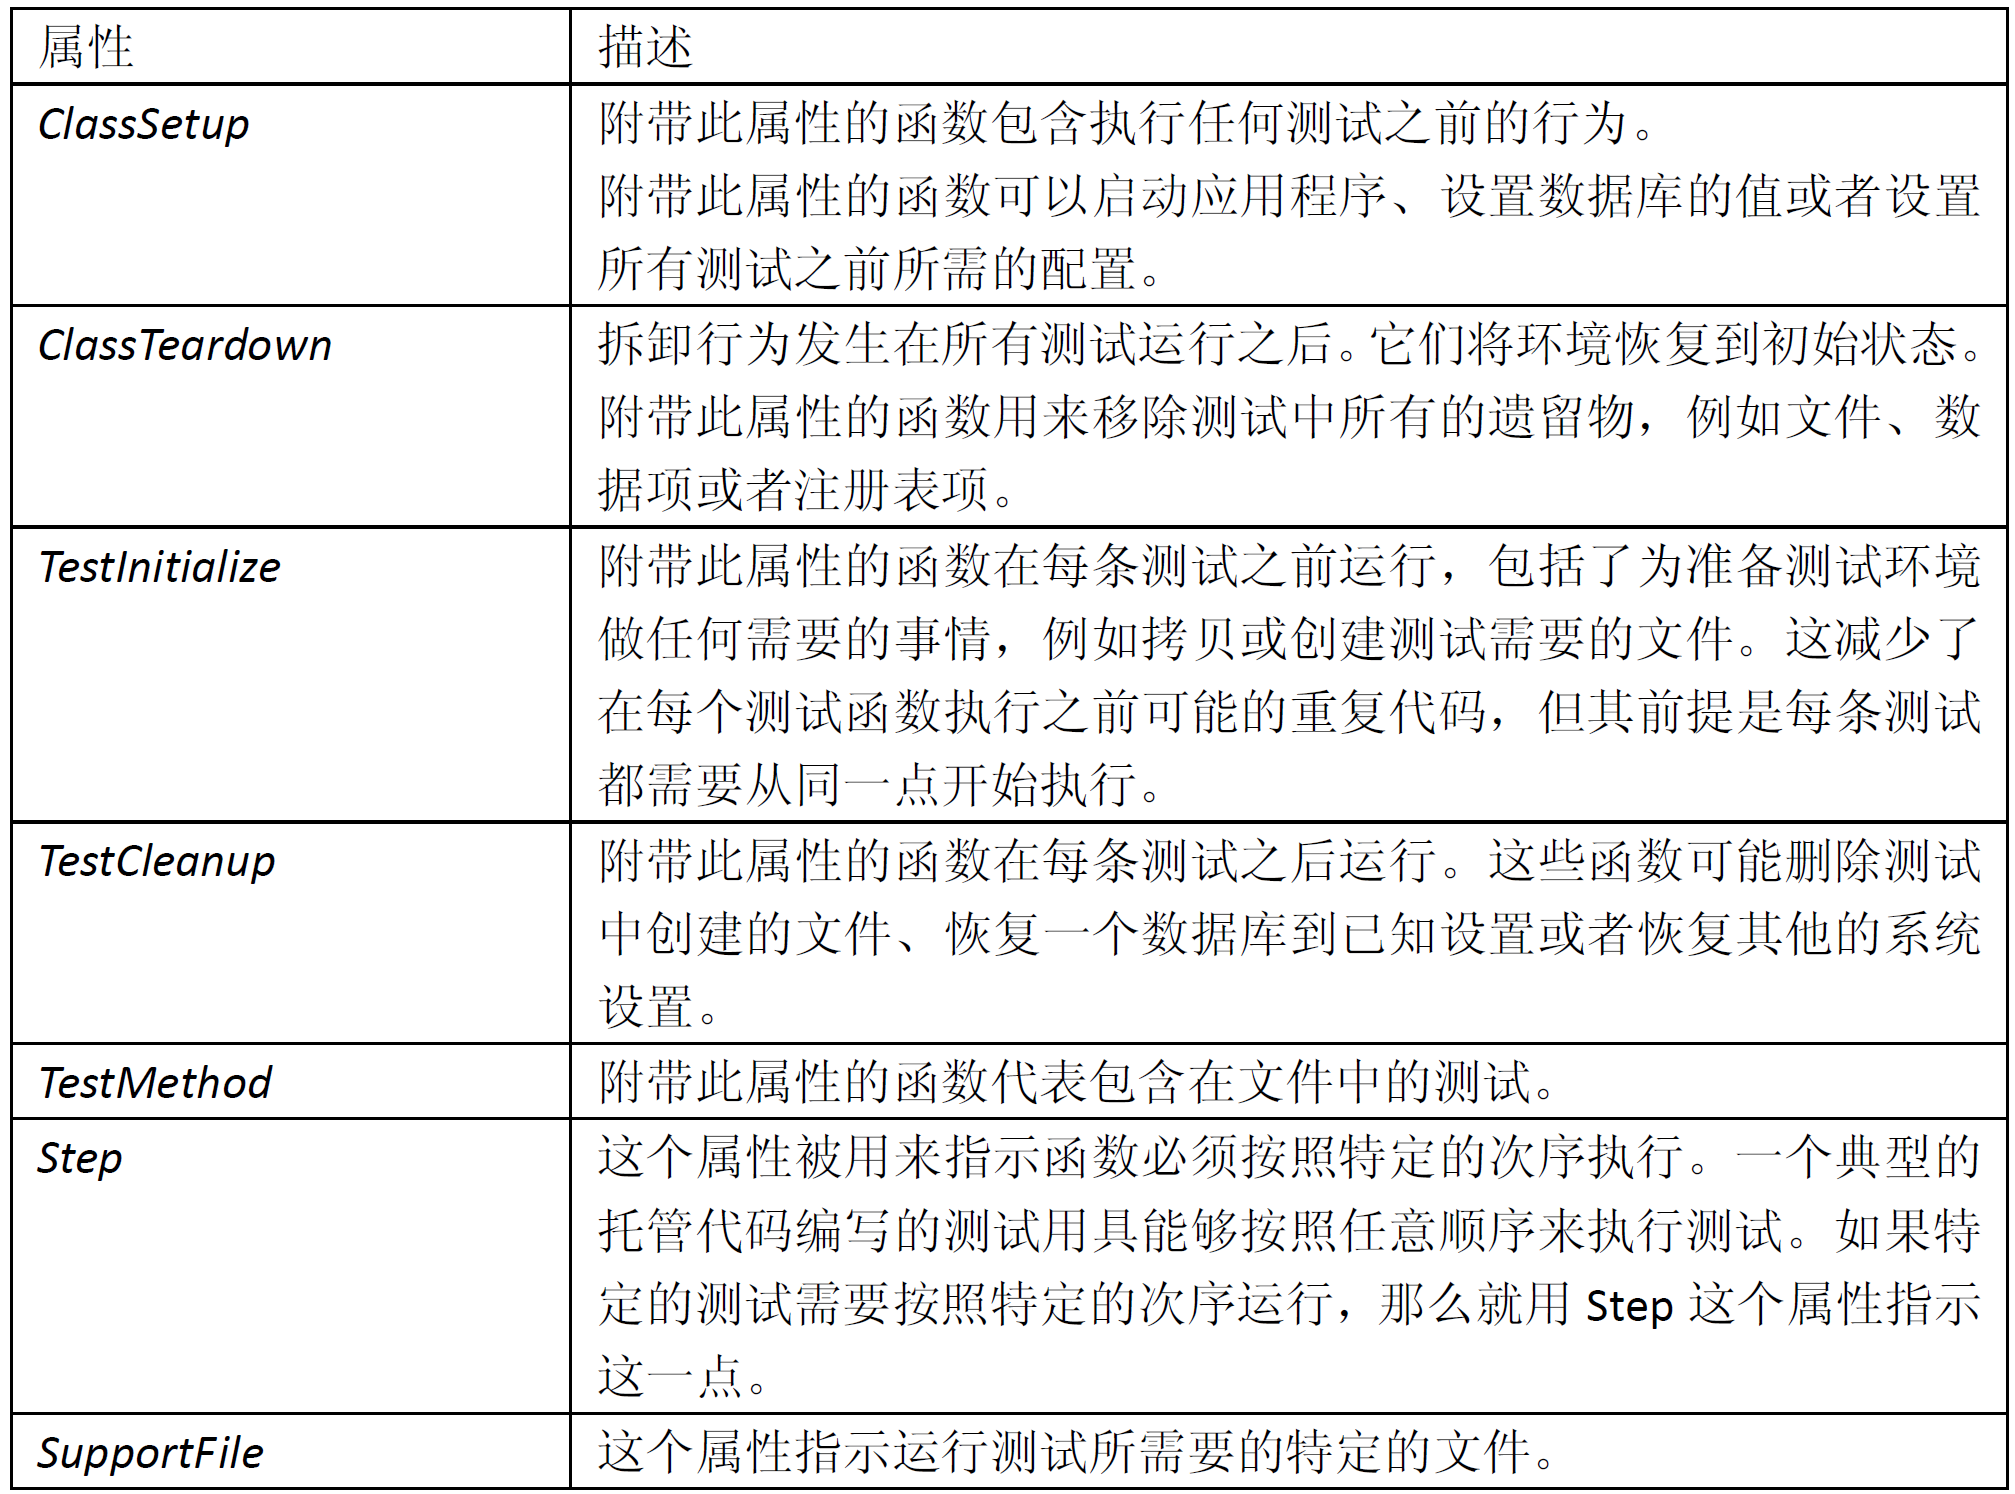 属性
描述
ClassSetup
附带此属性的函数包含执行任何测试之前的行为。
附带此属性的函数可以启动应用程序、设置数据库的值或者设置
所有测试之前所需的配置。
ClassTeardown
拆卸行为发生在所有测试运行之后。它们将环境恢复到初始状态。
附带此属性的函数用来移除测试中所有的遗留物，例如文件、数
据项或者注册表项。
TestInitialize
附带此属性的函数在每条测试之前运行，包括了为准备测试环境
做任何需要的事情，例如拷贝或创建测试需要的文件。这减少了
在每个测试函数执行之前可能的重复代码，但其前提是每条测试
都需要从同一点开始执行。
TestCleanup
附带此属性的函数在每条测试之后运行。这些函数可能删除测试
中创建的文件、恢复一个数据库到已知设置或者恢复其他的系统
设置。
TestMethod
附带此属性的函数代表包含在文件中的测试。
Step
这个属性被用来指示函数必须按照特定的次序执行。一个典型的
托管代码编写的测试用具能够按照任意顺序来执行测试。如果特
定的测试需要按照特定的次序运行，那么就用 Step 这个属性指示
这一点。
SupportFile
这个属性指示运行测试所需要的特定的文件。